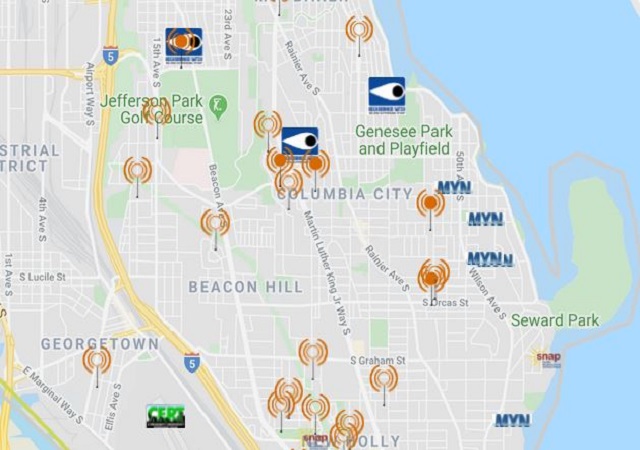 23rd Ave S
15th Ave S
Rainier Ave S
5
Airport Way S
Jefferson Park
Golf Course
Genesee Park
and Playfield
50th Ave S
STRIAL
TRICT
COLUMBIA CITY
MYN
MYN
Beacon Ave
4th Ave S
Martin Luther King Jr Way S
Rainier Ave S
MYN
1st Ave S
S Lucile St
BEACON HILL
Wilson Ave S
S Orcas St
Seward Park
GEORGETOWN
5
S Graham St
snap
E Marginal Way S
Ellis Ave S
CERT
MYN
snap
NEW HOLLY